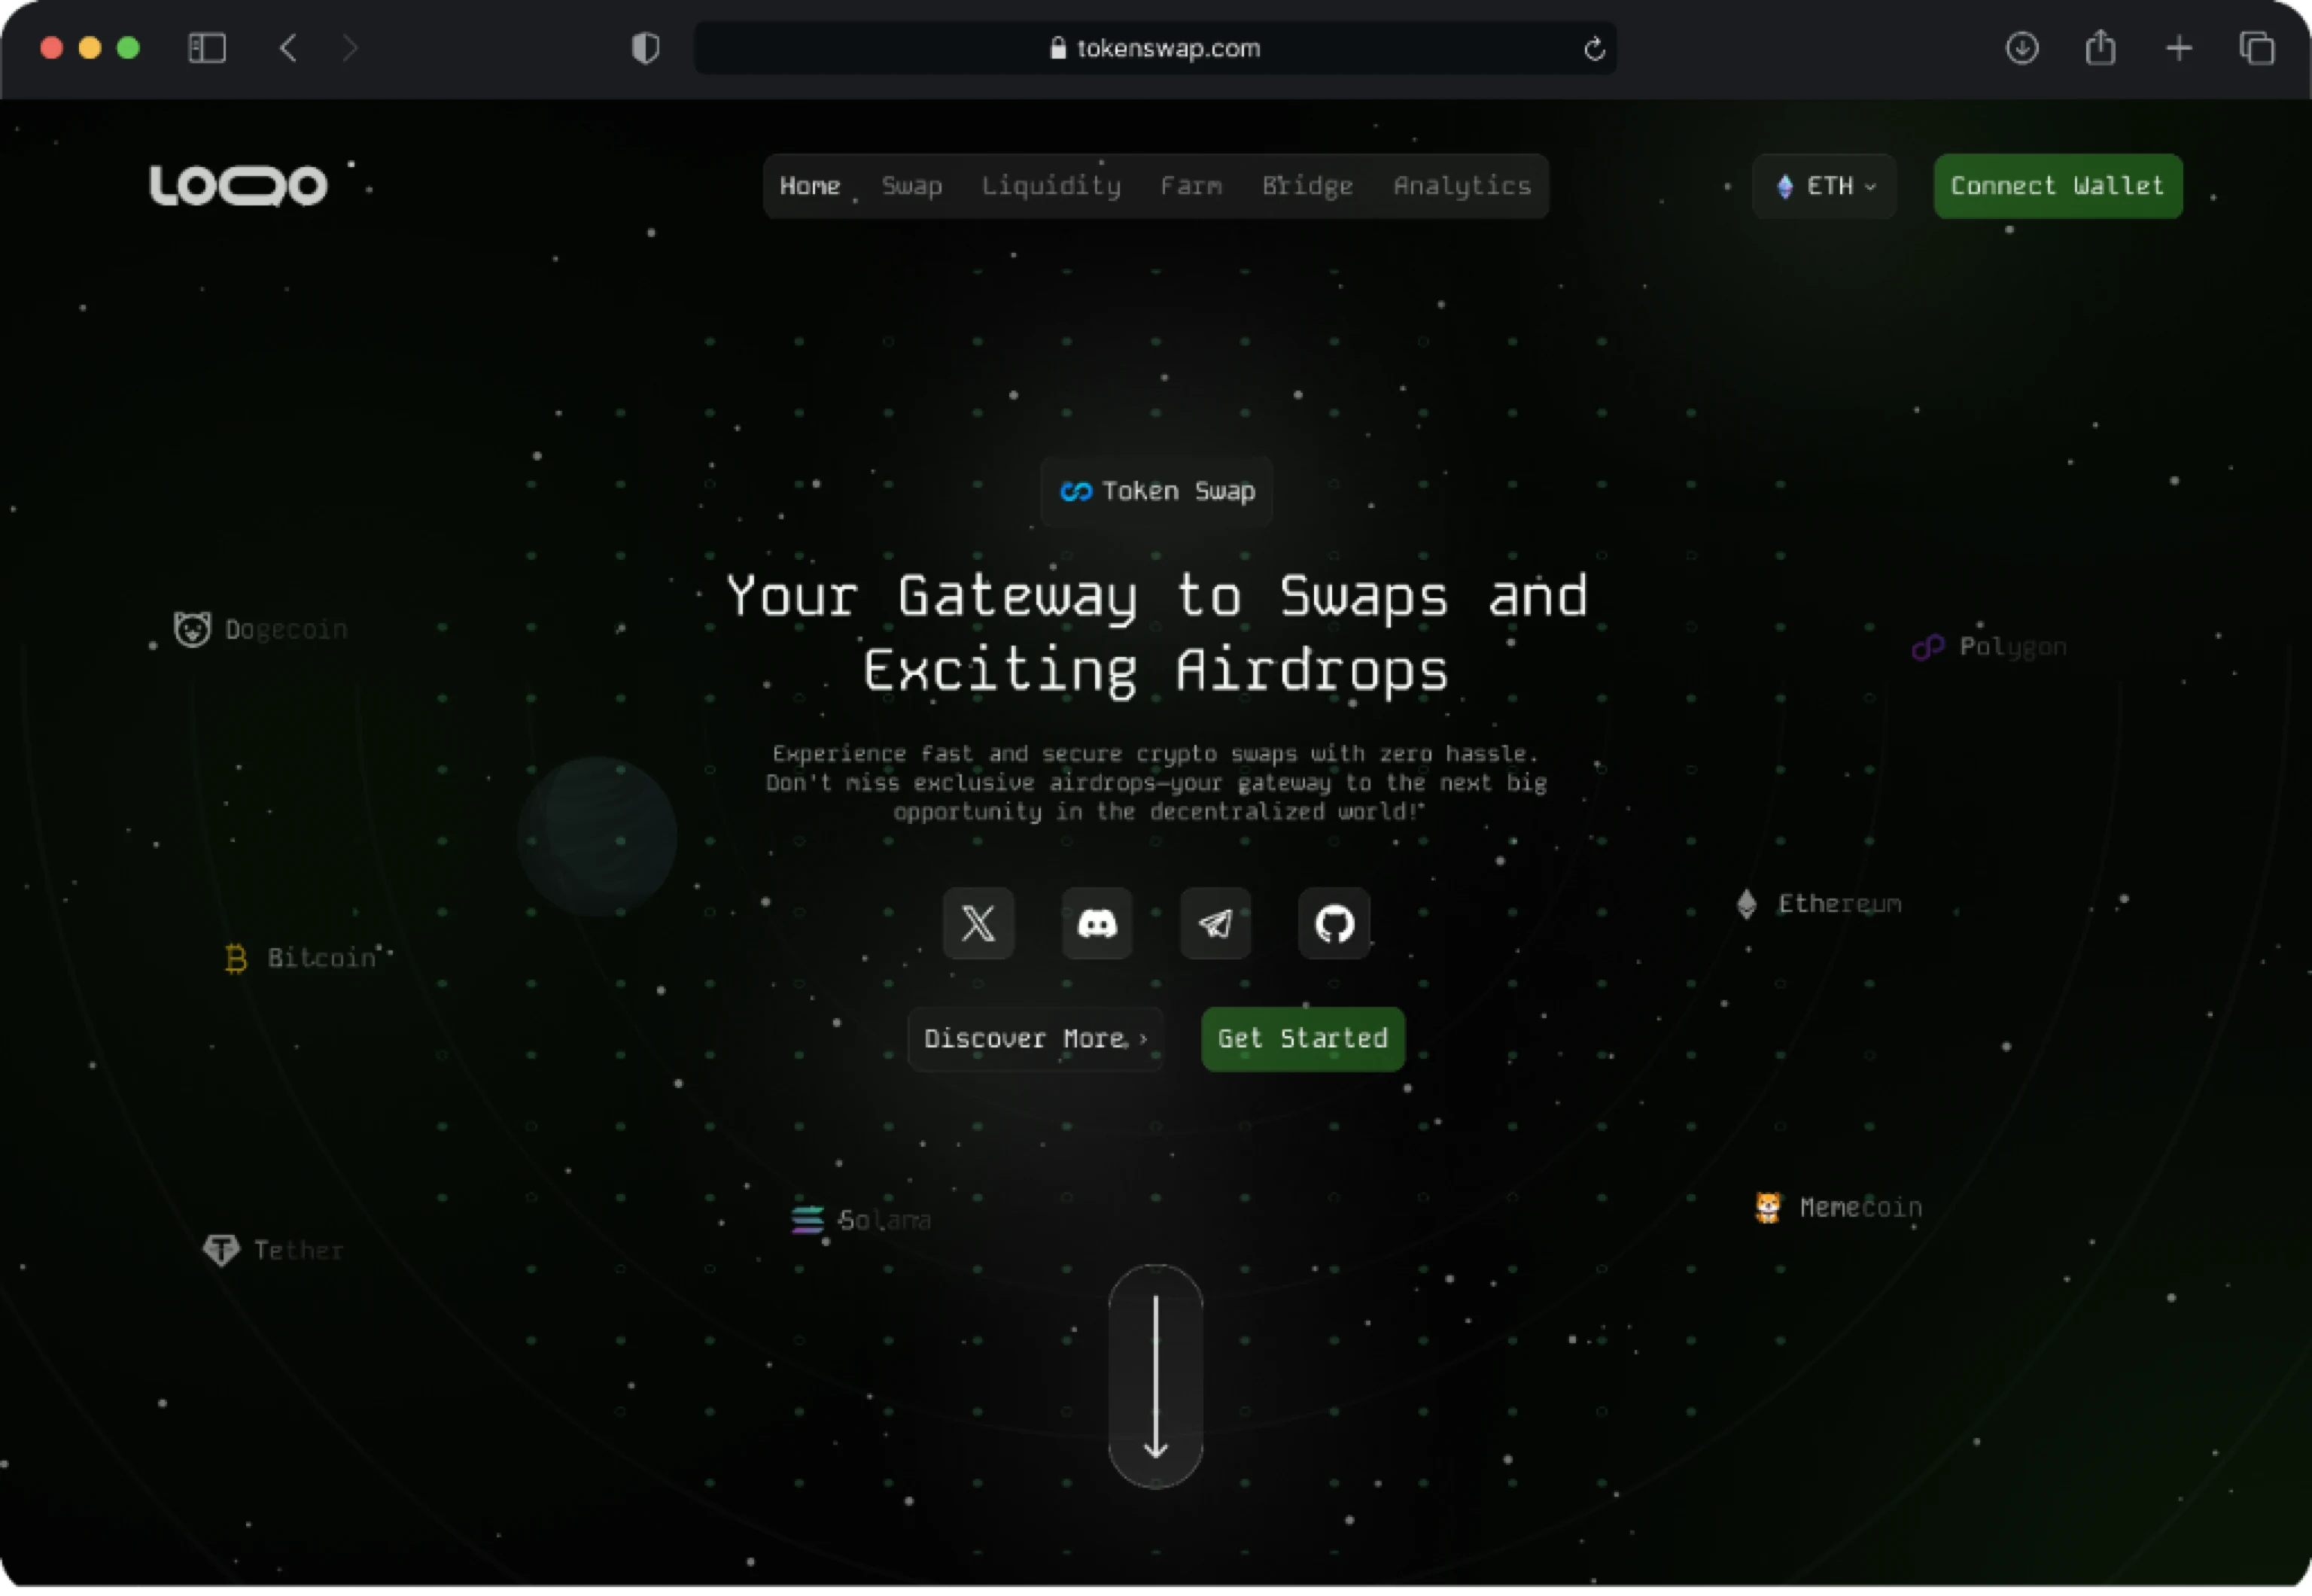 tokenswap.com
LOQO
Home Swap Liquidity Farm Bridge Analytics
ETH
Connect Wallet
Token Swap
Your Gateway to Swaps and
Exciting Airdrops
Experience fast and secure crypto swaps with zero hassle.
Don't miss exclusive airdrops—your gateway to the next big
opportunity in the decentralized world!"
Dogecoin
Polygon
Ethereum
Bitcoin
Discover More ›
Get Started
Memecoin
Solana
Tether